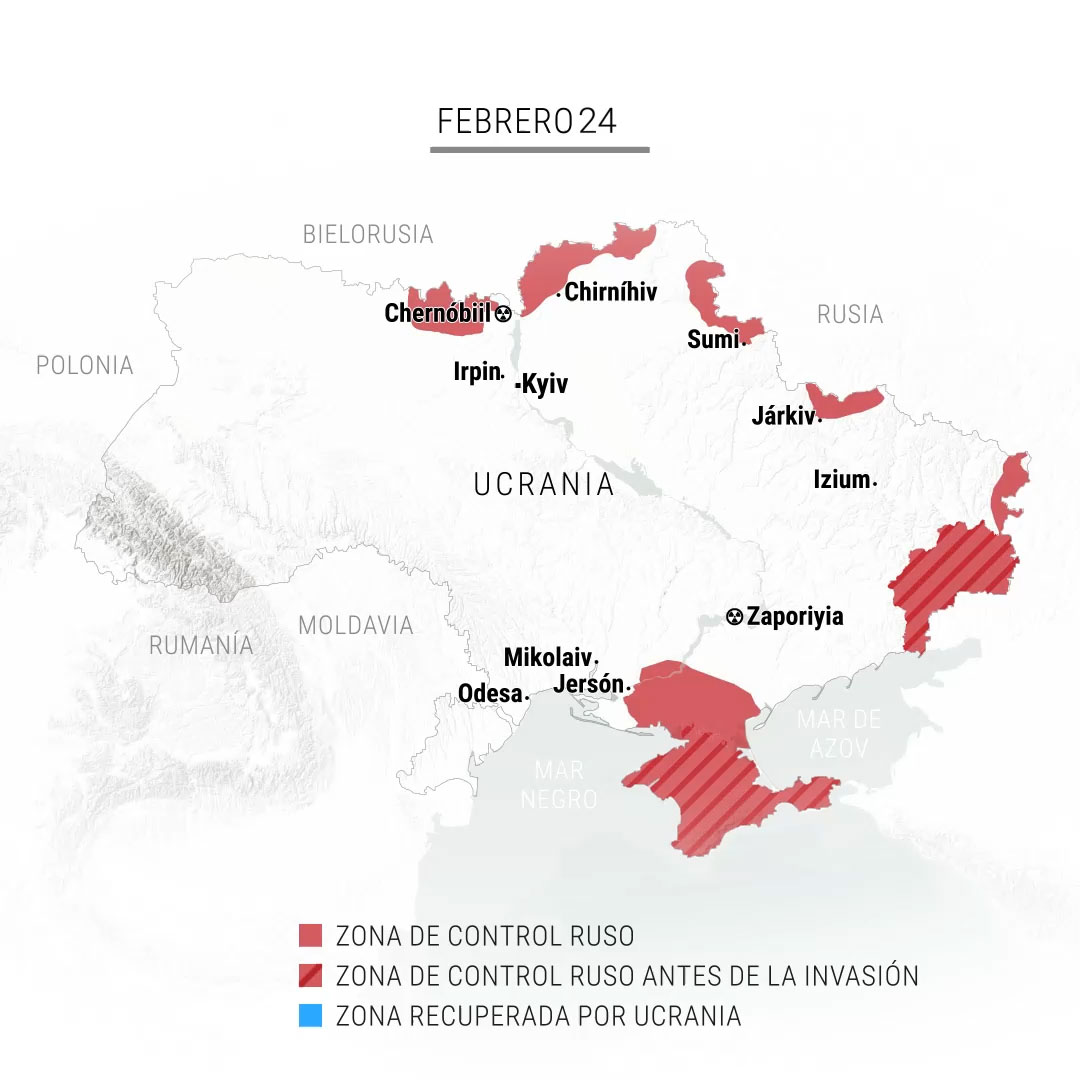 FEBRERO 24
BIELORUSIA
Chirníhiv
Chernóbiil
RUSIA
Sumi
POLONIA
Irpin
Kyiv
Járkiv
Izium
UCRANIA
Zaporiyia
MOLDAVIA
RUMANÍA
Mikolaiv
Jersón
Odesa
MAR DE
AZOV
MAR
NEGRO
ZONA DE CONTROL RUSO
ZONA DE CONTROL RUSO ANTES DE LA INVASIÓN
ZONA RECUPERADA POR UCRANIA